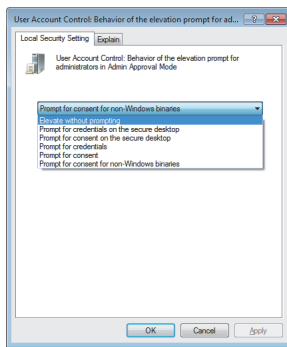 User Account Control: Behavior of the elevation prompt for ad...
Local Security Setting
Explain
User Account Control: Behavior of the elevation prompt for
administrators in Admin Approval Mode
Prompt for consent for non-Windows binaries
Elevate without prompting
Prompt for credentials on the secure desktop
Prompt for consent on the secure desktop
Prompt for credentials
Prompt for consent
Prompt for consent for non-Windows binaries
OK
Cancel
Apply